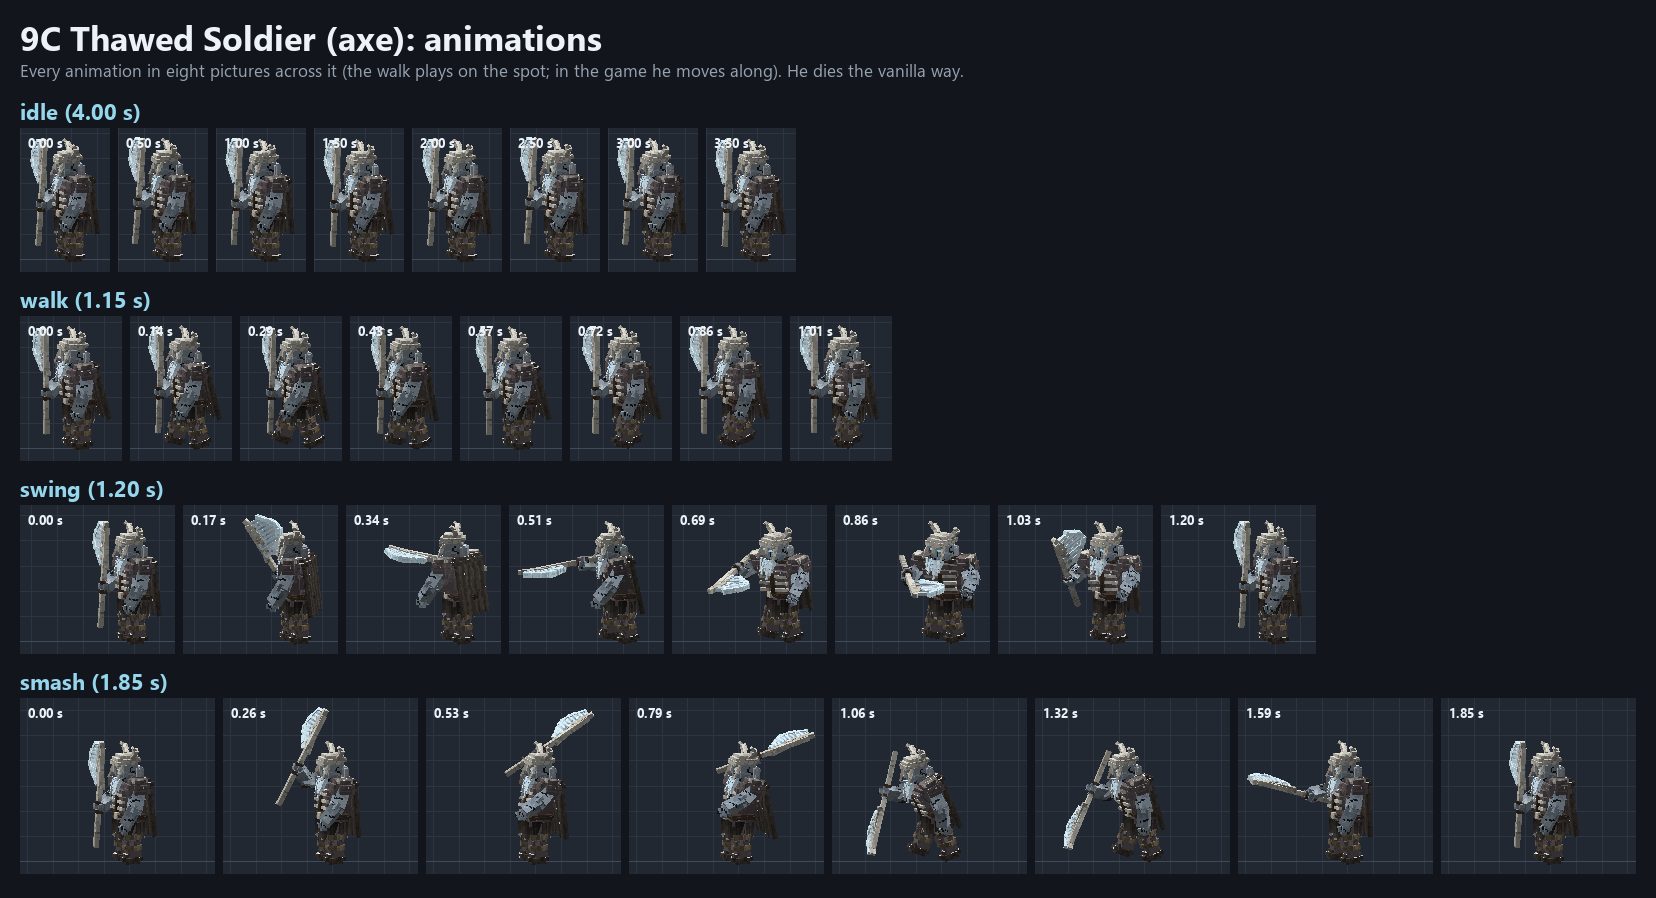 9C Thawed Soldier (axe): animations
Every animation in eight pictures across it (the walk plays on the spot; in the game he moves along). He dies the vanilla way.
idle (4.00 s)
0.00 s 0.50 s 1.00 s 1.50 s 2.00 s 2.50 s 3.00 s 3.50 s
walk (1.15 s)
0.00 s 0.14 s 0.29 s 0.43 s 0.57 s 0.72 s 0.86 s 1.01 s
swing (1.20 s)
0.00 s 0.17 s 0.34 s 0.51 s 0.69 s 0.86 s 1.03 s 1.20 s
smash (1.85 s)
0.00 s 0.26 s 0.53 s 0.79 s 1.06 s 1.32 s 1.59 s 1.85 s